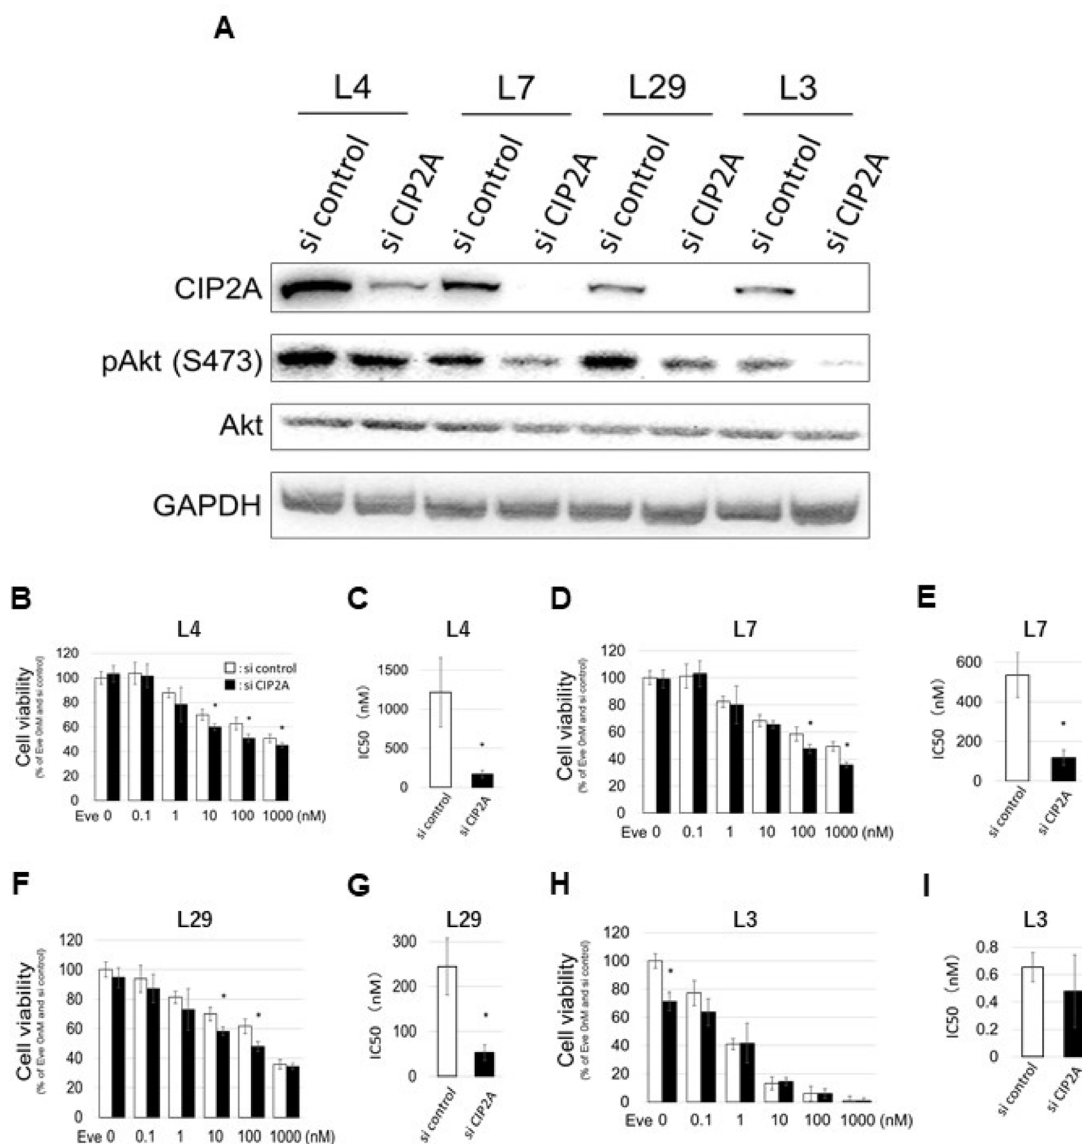 A
L4 L7 L29 L3
si control si CIP2A si control si CIP2A si control si CIP2A si control si CIP2A
CIP2A
pAkt (S473)
Akt
GAPDH
B
L4
Cell viability
(% of Eve 0nM and si control)
120
100
80
60
40
20
0
: si control
: si CIP2A
* * *
Eve 0 0.1 1 10 100 1000 (nM)
C
L4
IC50 (nM)
1500
1000
500
0
*
si control si CIP2A
D
L7
Cell viability
(% of Eve 0nM and si control)
120
100
80
60
40
20
0
* *
Eve 0 0.1 1 10 100 1000 (nM)
E
L7
IC50 (nM)
600
400
200
0
*
si control si CIP2A
F
L29
Cell viability
(% of Eve 0nM and si control)
120
100
80
60
40
20
0
* *
Eve 0 0.1 1 10 100 1000 (nM)
G
L29
IC50 (nM)
300
200
100
0
*
si control si CIP2A
H
L3
Cell viability
(% of Eve 0nM and si control)
120
100
80
60
40
20
0
*
Eve 0 0.1 1 10 100 1000 (nM)
I
L3
IC50 (nM)
0.8
0.6
0.4
0.2
0
si control si CIP2A